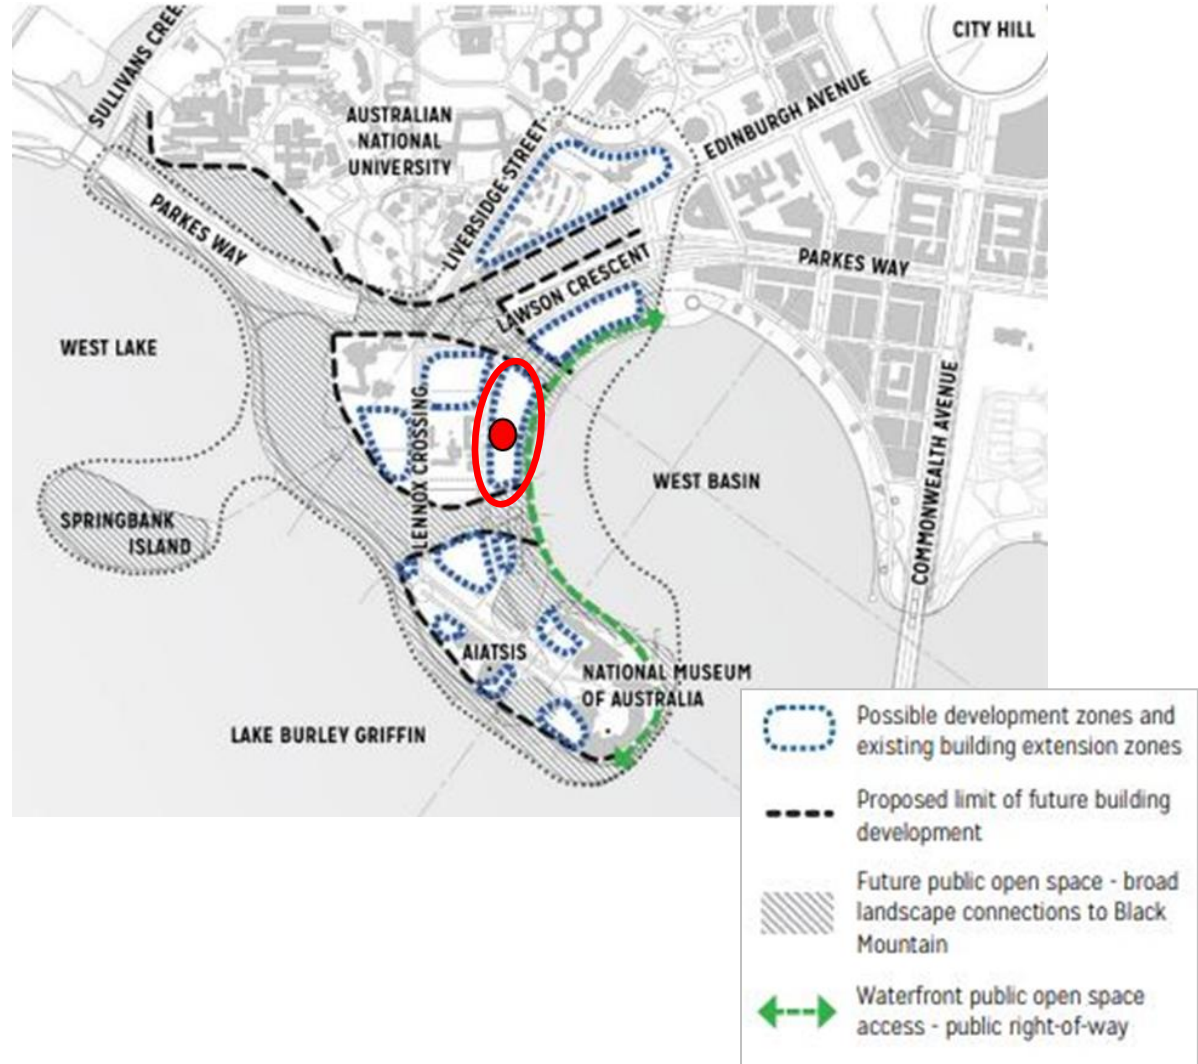 CITY HILL
SULLIVANS CREE
AUSTRALIAN
NATIONAL
UNIVERSITY
EDINBURGH AVENUE
LIVERSIDGE STREET
PARKES WAY
LAWSON CRESCENT
PARKES WAY
WEST LAKE
LENNOX CROSSING
COMMONWEALTH AVENUE
WEST BASIN
SPRINGBANK
ISLAND
AIATSIS
NATIONAL MUSEUM
OF AUSTRALIA
LAKE BURLEY GRIFFIN
Possible development zones and
existing building extension zones
Proposed limit of future building
development
Future public open space - broad
landscape connections to Black
Mountain
Waterfront public open space
access - public right-of-way